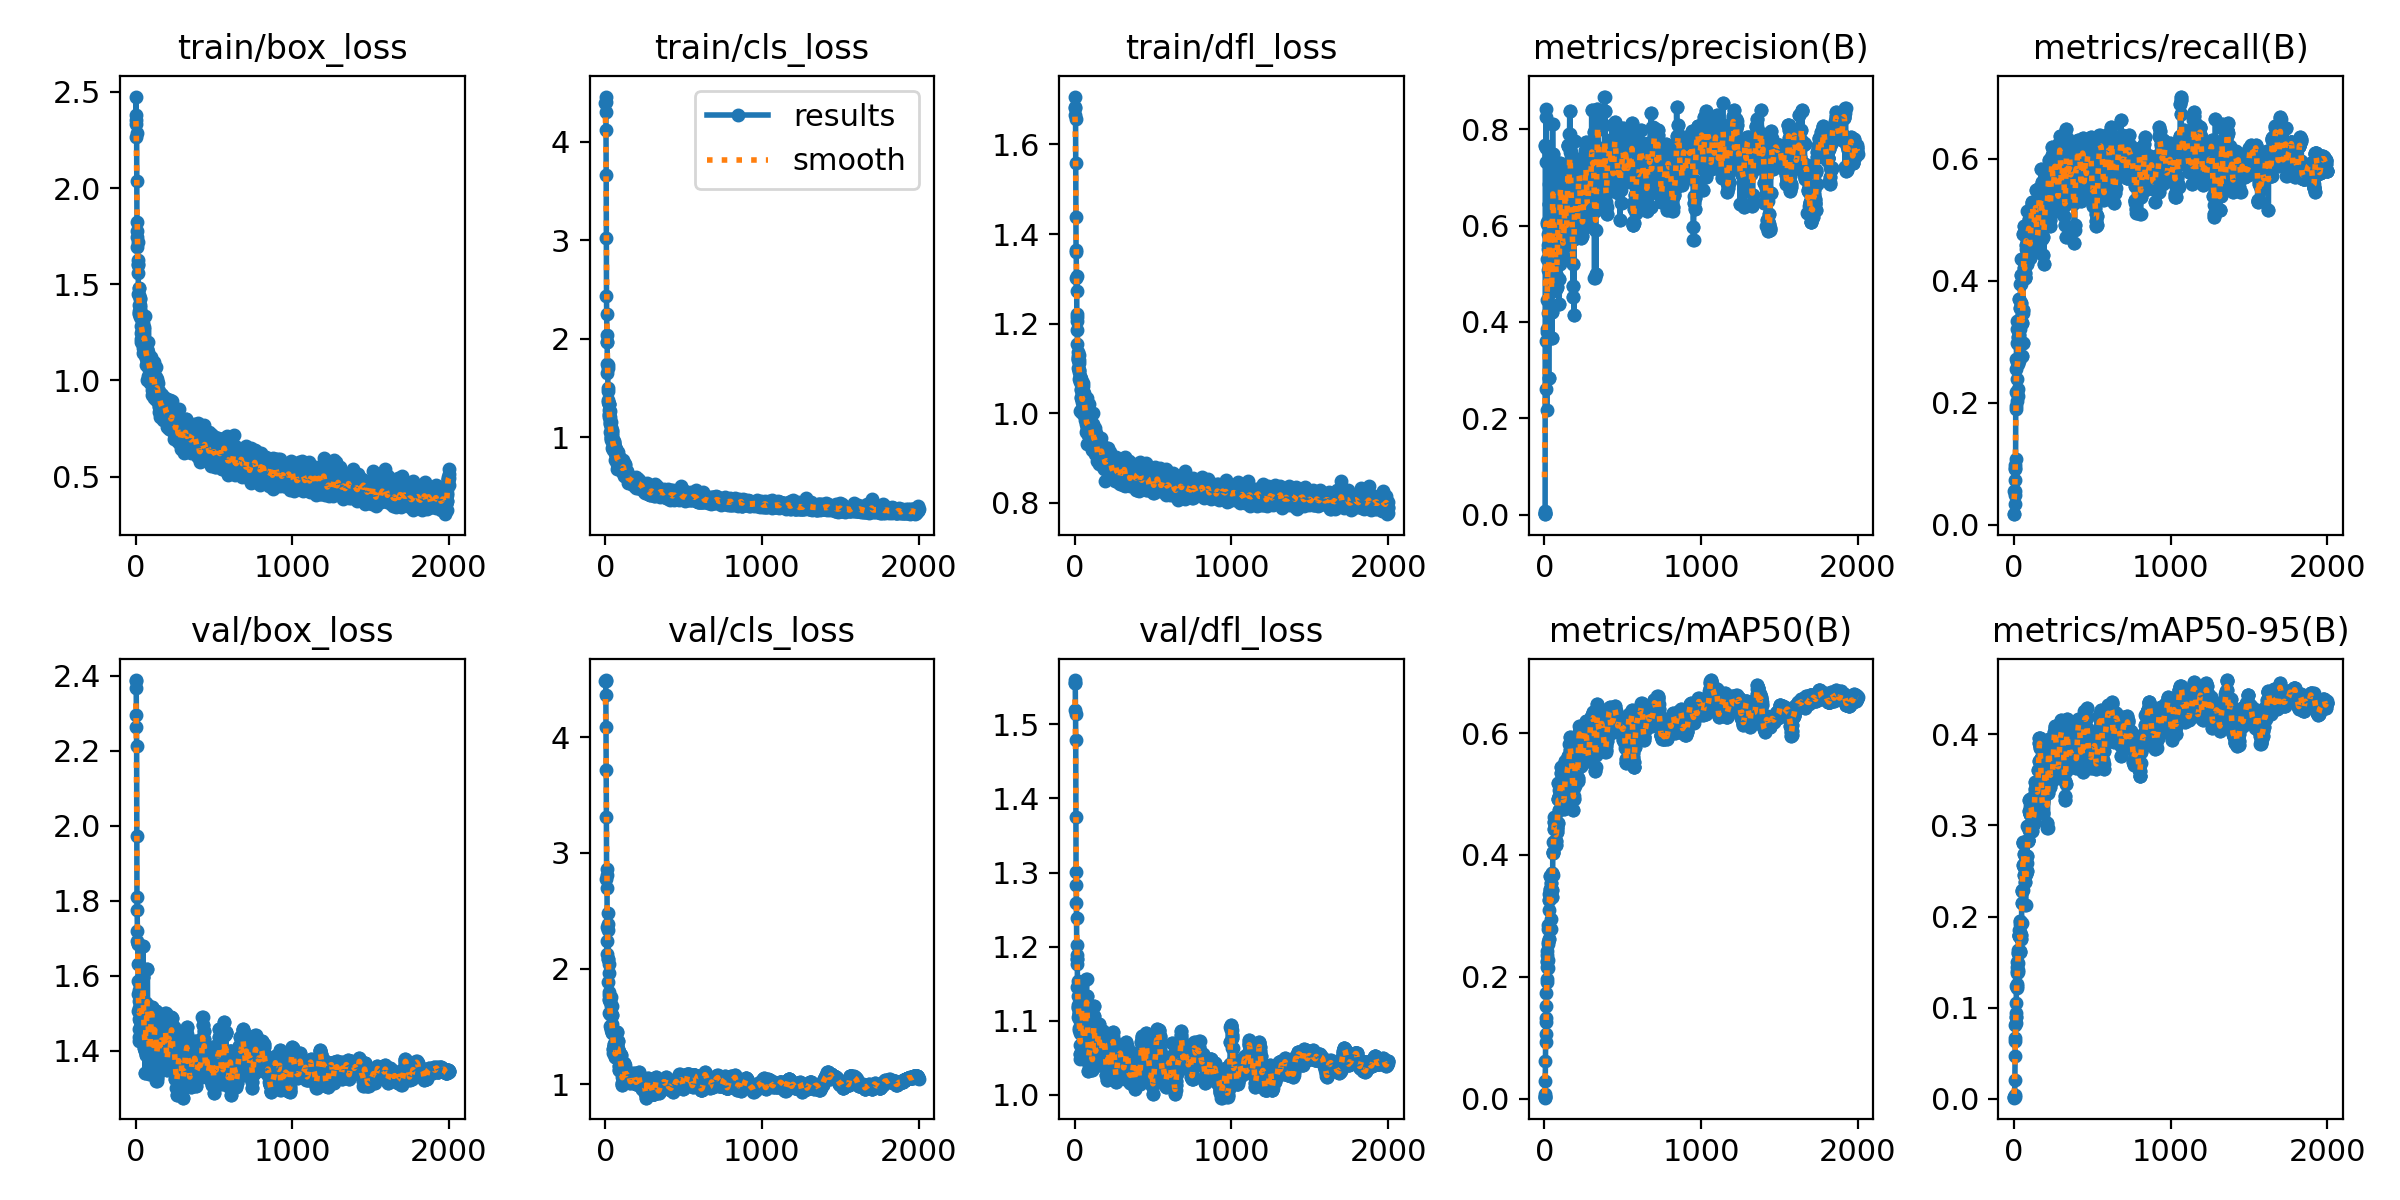 train/box_loss
train/cls_loss
train/dfl_loss
metrics/precision(B)
metrics/recall(B)
2.5
2.0
1.5
1.0
0.5
0 1000 2000
results
smooth
4
3
2
1
0 1000 2000
1.6
1.4
1.2
1.0
0.8
0 1000 2000
0.8
0.6
0.4
0.2
0.0
0 1000 2000
0.6
0.4
0.2
0.0
0 1000 2000
val/box_loss
val/cls_loss
val/dfl_loss
metrics/mAP50(B)
metrics/mAP50-95(B)
2.4
2.2
2.0
1.8
1.6
1.4
0 1000 2000
4
3
2
1
0 1000 2000
1.5
1.4
1.3
1.2
1.1
1.0
0 1000 2000
0.6
0.4
0.2
0.0
0 1000 2000
0.4
0.3
0.2
0.1
0.0
0 1000 2000